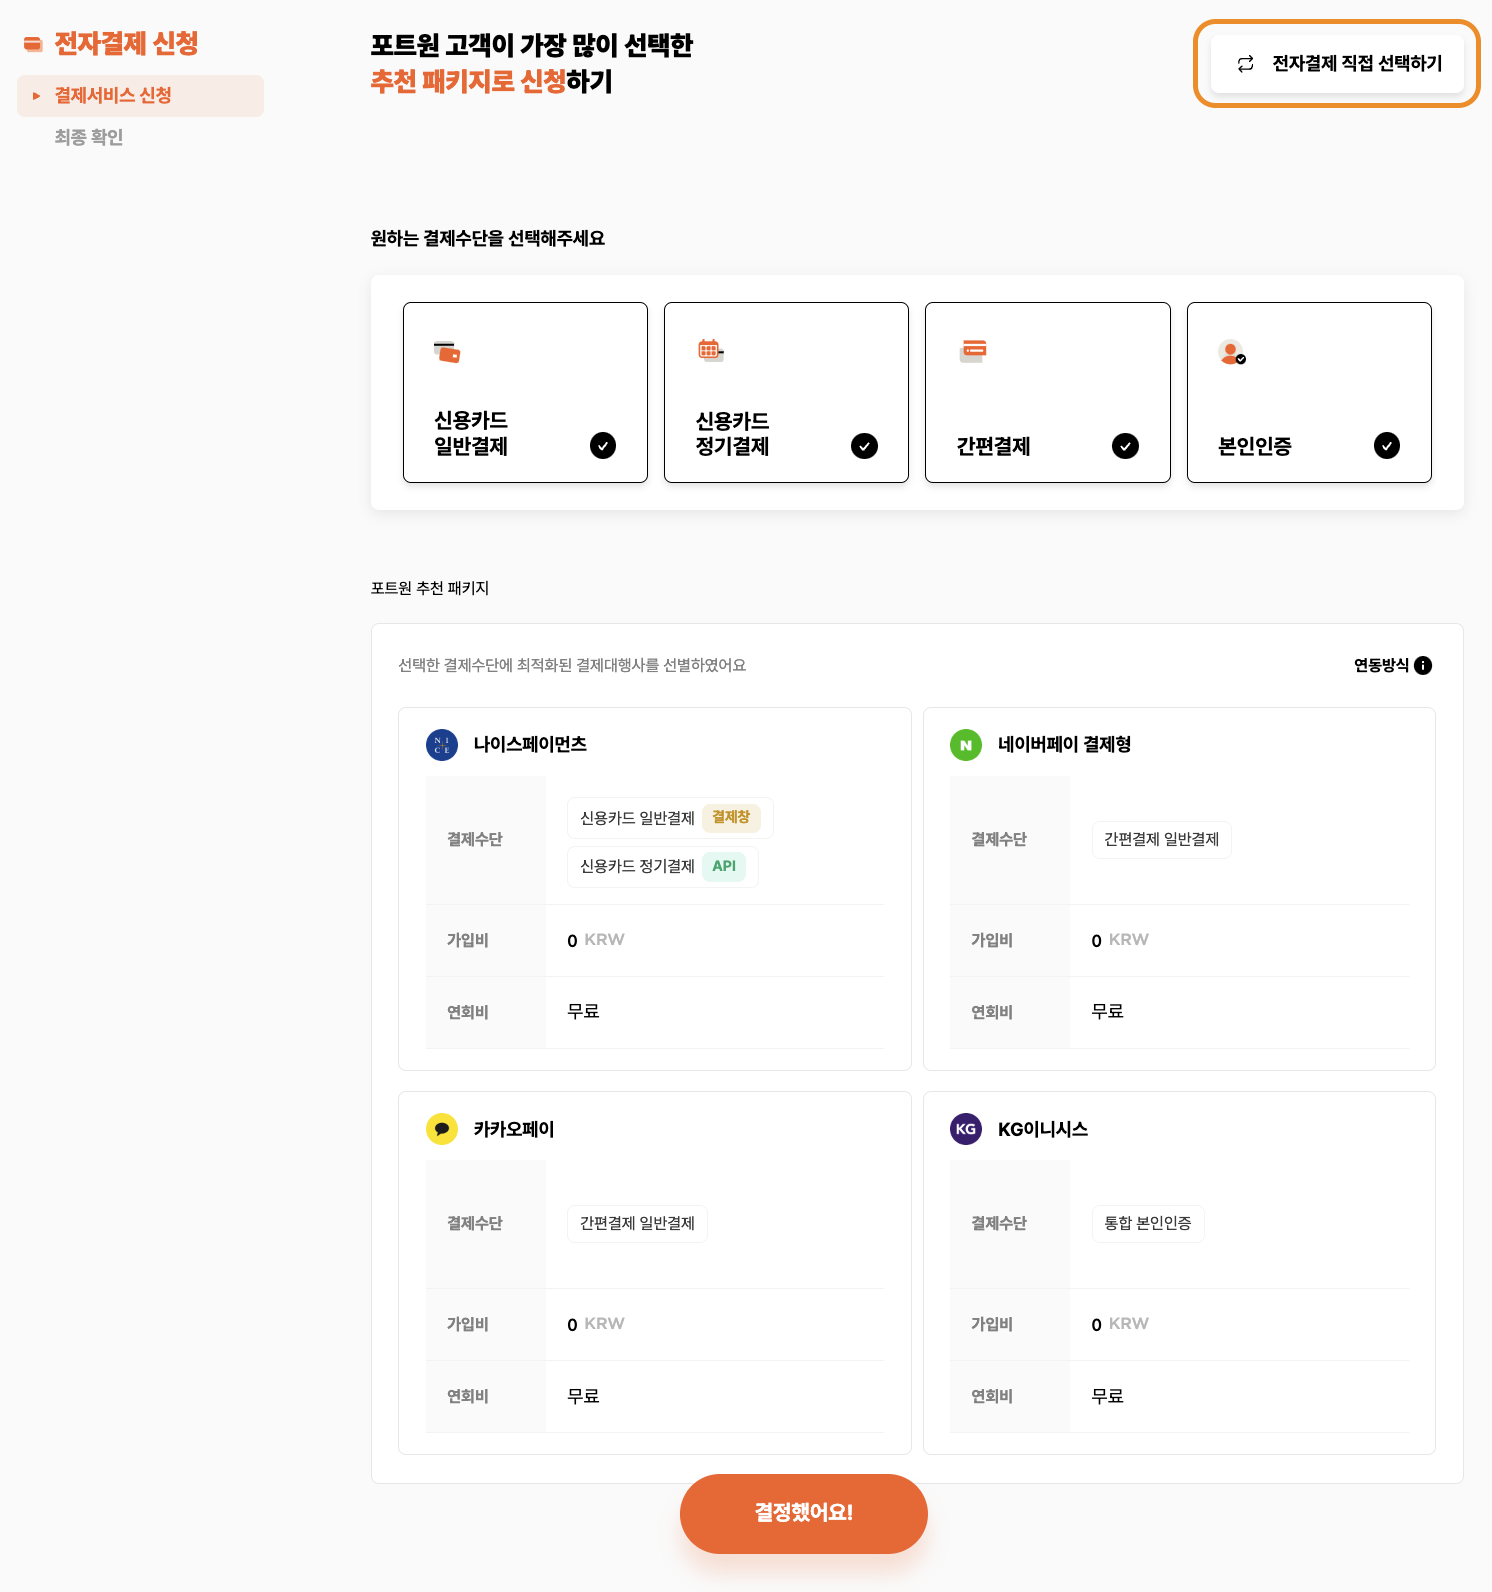 전자결제 신청
결제서비스 신청
최종 확인
포트원 고객이 가장 많이 선택한
추천 패키지로 신청하기
전자결제 직접 선택하기
원하는 결제수단을 선택해주세요
신용카드
일반결제
신용카드
정기결제
간편결제
본인인증
포트원 추천 패키지
선택한 결제수단에 최적화된 결제대행사를 선별하였어요
연동방식
NICE 나이스페이먼츠
결제수단
신용카드 일반결제 결제창
신용카드 정기결제 API
가입비 0 KRW
연회비 무료
N 네이버페이 결제형
결제수단 간편결제 일반결제
가입비 0 KRW
연회비 무료
카카오페이
결제수단 간편결제 일반결제
가입비 0 KRW
연회비 무료
KG KG이니시스
결제수단 통합 본인인증
가입비 0 KRW
연회비 무료
결정했어요!